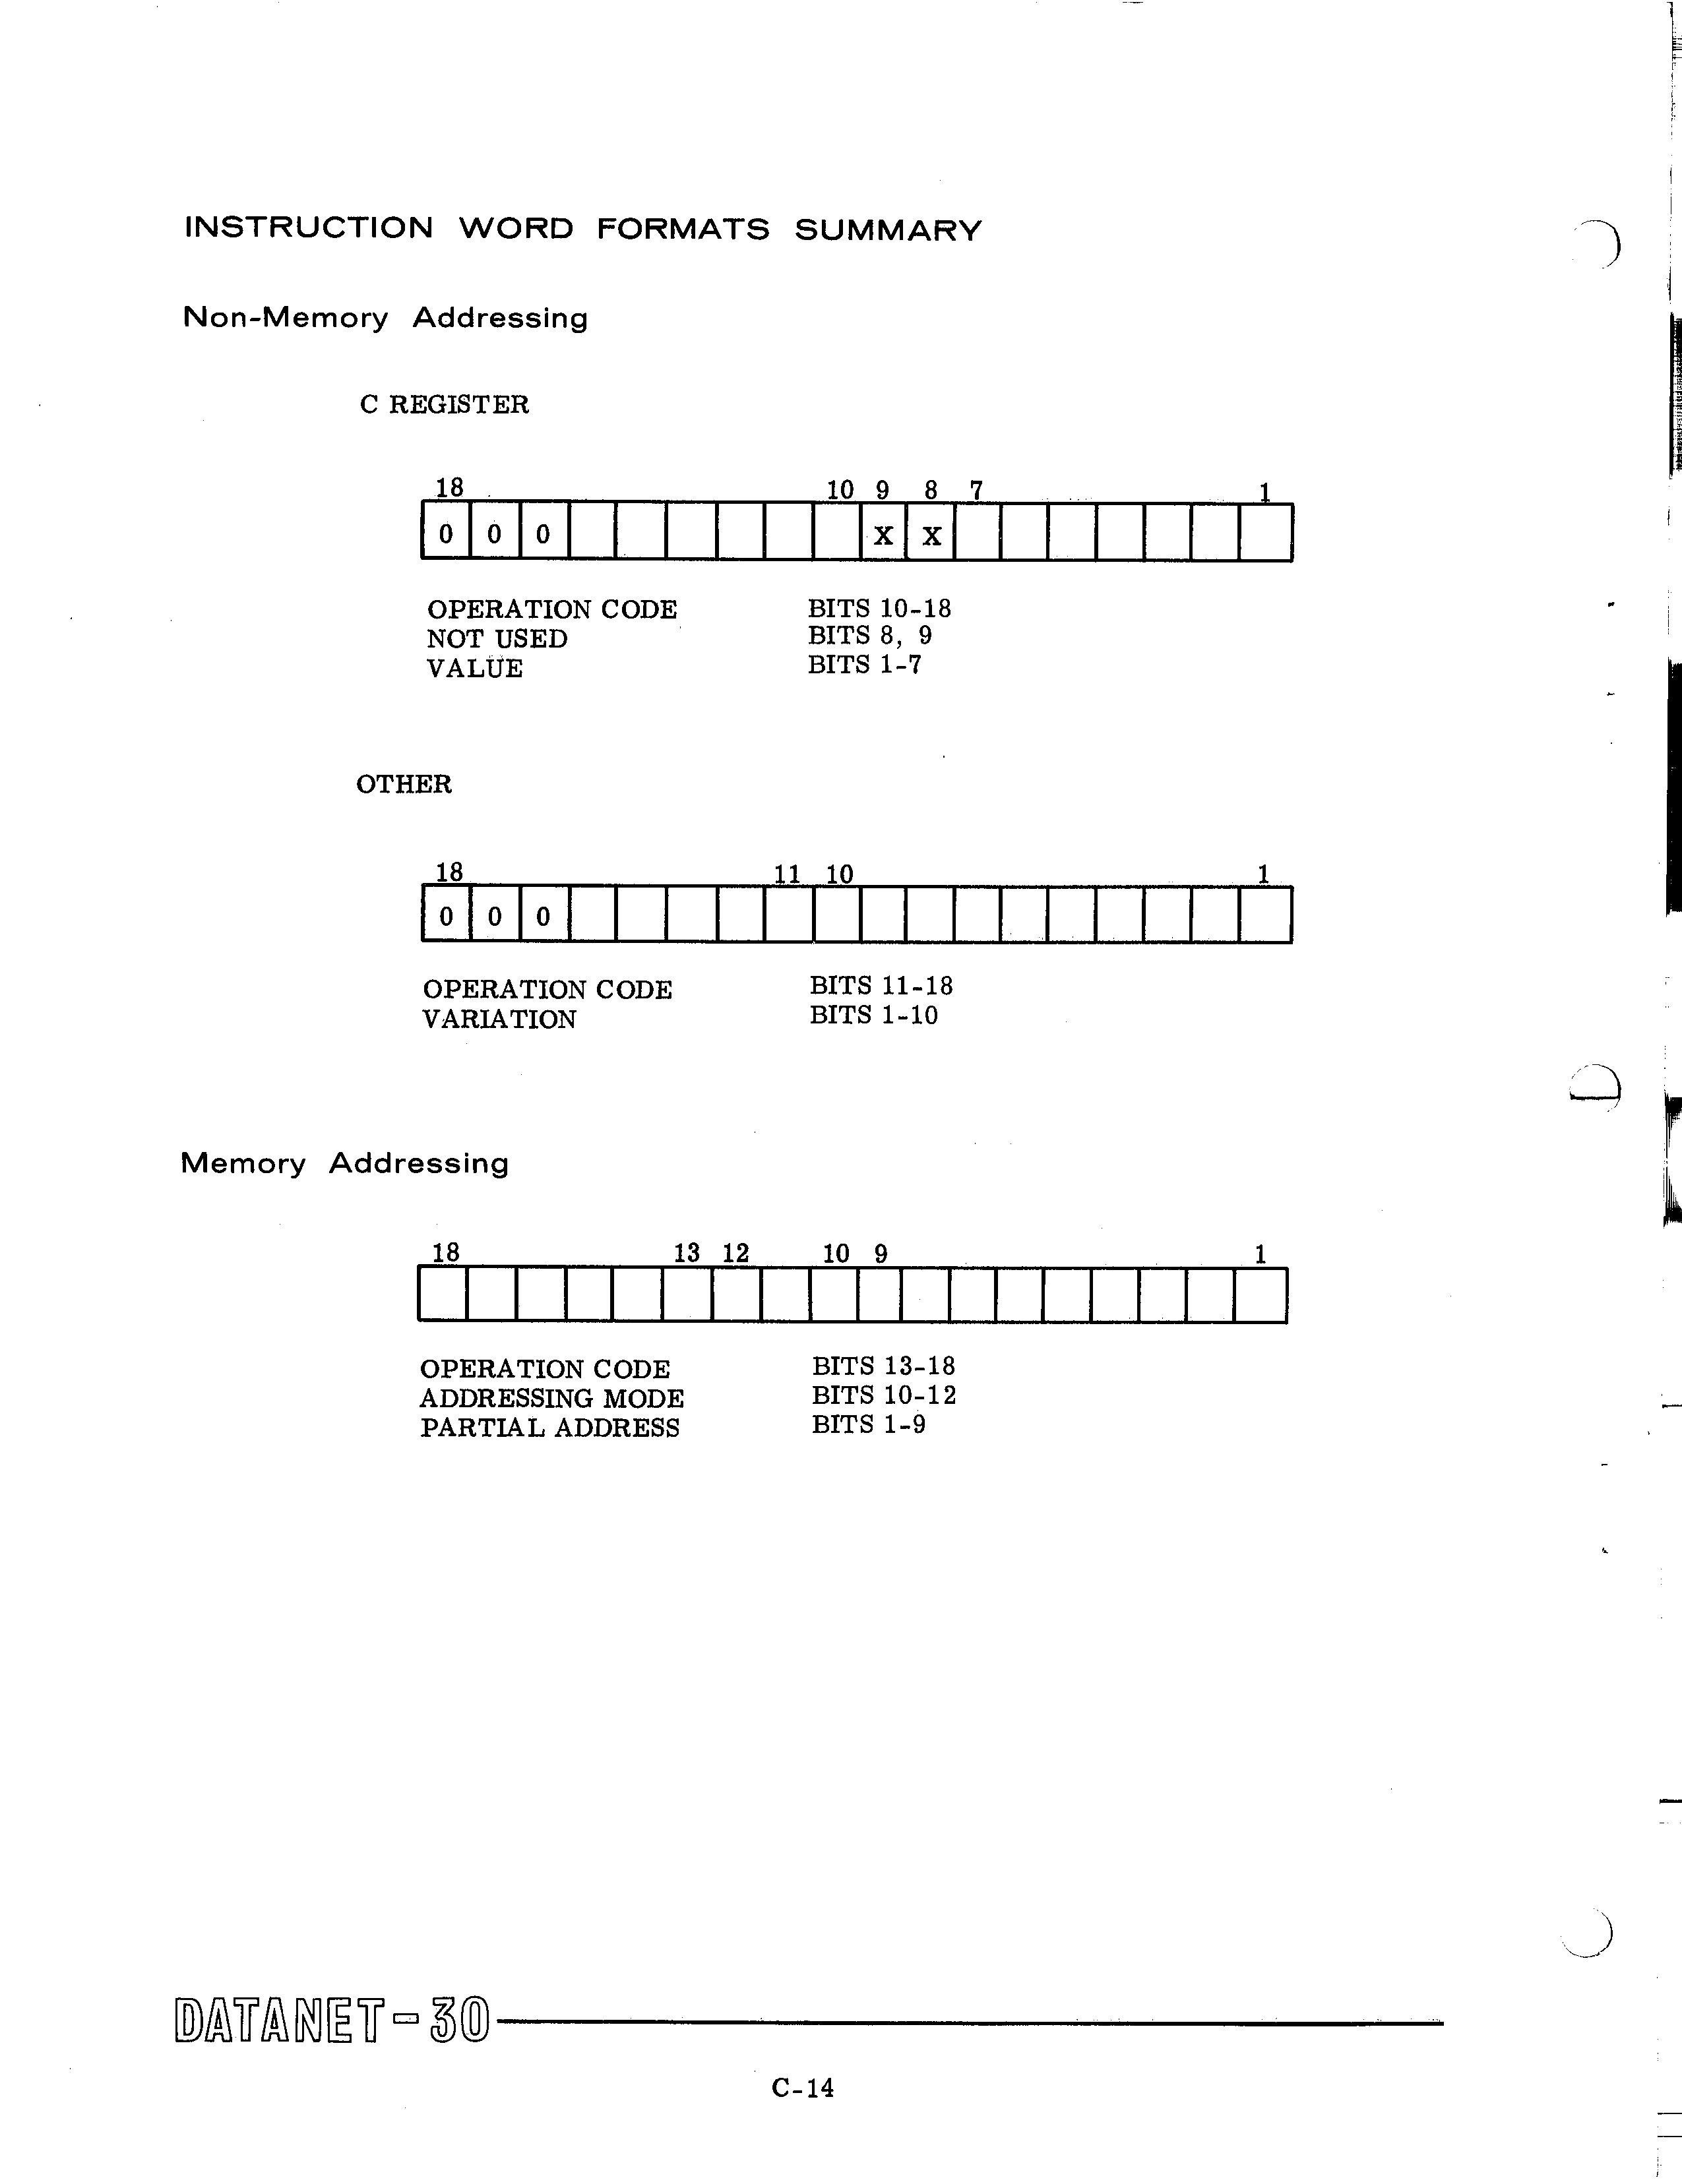 INSTRUCTION WORD FORMATS SUMMARY
Non-Memory Addressing
C REGISTER
18 10 9 8 7 1
0 0 0 X X
OPERATION CODE BITS 10-18
NOT USED BITS 8, 9
VALUE BITS 1-7
OTHER
18 11 10 1
0 0 0
OPERATION CODE BITS 11-18
VARIATION BITS 1-10
Memory Addressing
18 13 12 10 9 1
OPERATION CODE BITS 13-18
ADDRESSING MODE BITS 10-12
PARTIAL ADDRESS BITS 1-9
DATANET-30
C-14